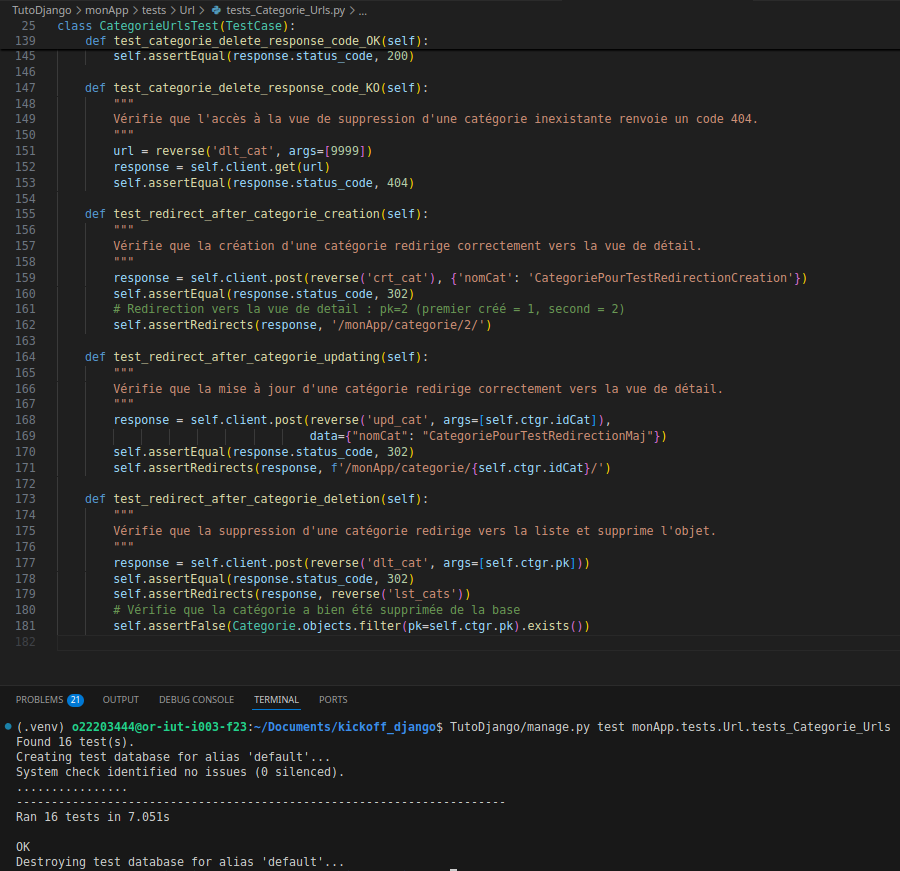 TutoDjango > monApp > tests > Url > tests_Categorie_Urls.py > ...
25 class CategorieUrlsTest(TestCase):
139 def test_categorie_delete_response_code_OK(self):
145 self.assertEqual(response.status_code, 200)
146
147 def test_categorie_delete_response_code_KO(self):
148 """
149 Vérifie que l'accès à la vue de suppression d'une catégorie inexistante renvoie un code 404.
150 """
151 url = reverse('dlt_cat', args=[9999])
152 response = self.client.get(url)
153 self.assertEqual(response.status_code, 404)
154
155 def test_redirect_after_categorie_creation(self):
156 """
157 Vérifie que la création d'une catégorie redirige correctement vers la vue de détail.
158 """
159 response = self.client.post(reverse('crt_cat'), {'nomCat': 'CategoriePourTestRedirectionCreation'})
160 self.assertEqual(response.status_code, 302)
161 # Redirection vers la vue de detail : pk=2 (premier créé = 1, second = 2)
162 self.assertRedirects(response, '/monApp/categorie/2/')
163
164 def test_redirect_after_categorie_updating(self):
165 """
166 Vérifie que la mise à jour d'une catégorie redirige correctement vers la vue de détail.
167 """
168 response = self.client.post(reverse('upd_cat', args=[self.ctgr.idCat]),
169 data={"nomCat": "CategoriePourTestRedirectionMaj"})
170 self.assertEqual(response.status_code, 302)
171 self.assertRedirects(response, f'/monApp/categorie/{self.ctgr.idCat}/')
172
173 def test_redirect_after_categorie_deletion(self):
174 """
175 Vérifie que la suppression d'une catégorie redirige vers la liste et supprime l'objet.
176 """
177 response = self.client.post(reverse('dlt_cat', args=[self.ctgr.pk]))
178 self.assertEqual(response.status_code, 302)
179 self.assertRedirects(response, reverse('lst_cats'))
180 # Vérifie que la catégorie a bien été supprimée de la base
181 self.assertFalse(Categorie.objects.filter(pk=self.ctgr.pk).exists())
182
PROBLEMS 21 OUTPUT DEBUG CONSOLE TERMINAL PORTS
(.venv) o22203444@or-iut-i003-f23:~/Documents/kickoff_django$ TutoDjango/manage.py test monApp.tests.Url.tests_Categorie_Urls
Found 16 test(s).
Creating test database for alias 'default'...
System check identified no issues (0 silenced).
................
----------------------------------------------------------------------
Ran 16 tests in 7.051s
OK
Destroying test database for alias 'default'...